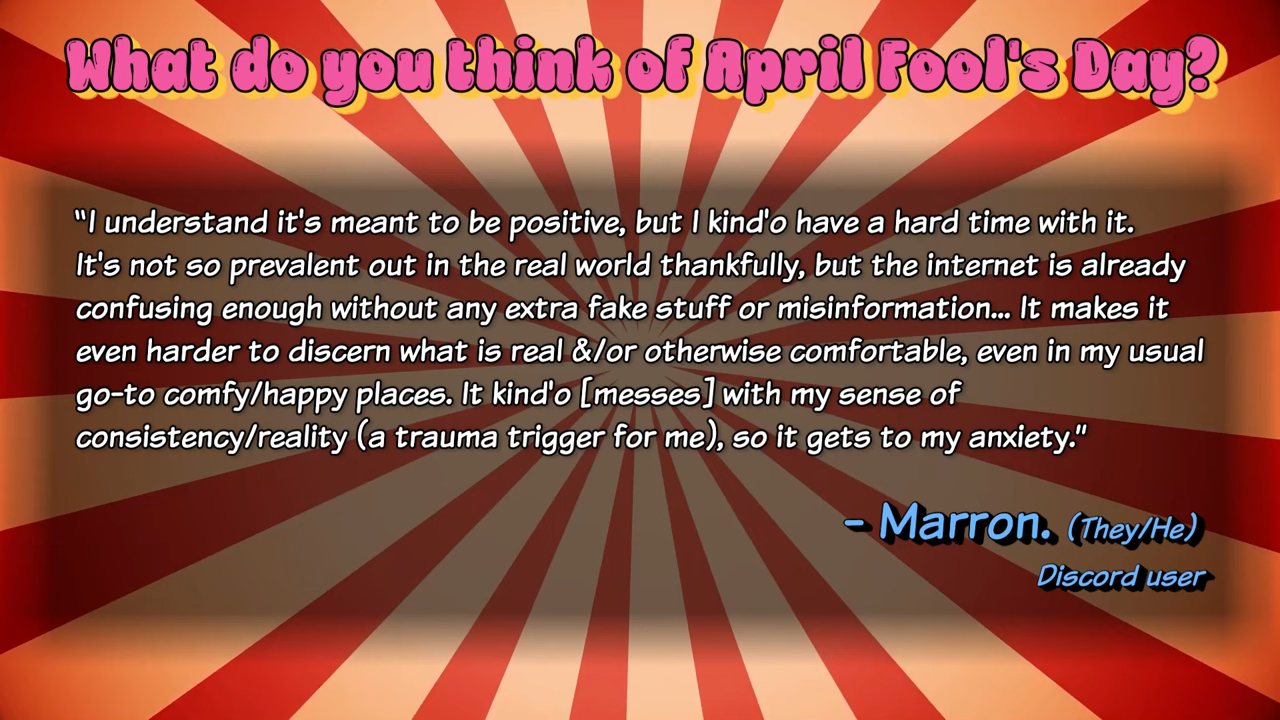 What do you think of April Fool's Day?
“I understand it's meant to be positive, but I kind'o have a hard time with it.
It's not so prevalent out in the real world thankfully, but the internet is already
confusing enough without any extra fake stuff or misinformation... It makes it
even harder to discern what is real &/or otherwise comfortable, even in my usual
go-to comfy/happy places. It kind'o [messes] with my sense of
consistency/reality (a trauma trigger for me), so it gets to my anxiety."
- Marron. (They/He)
Discord user